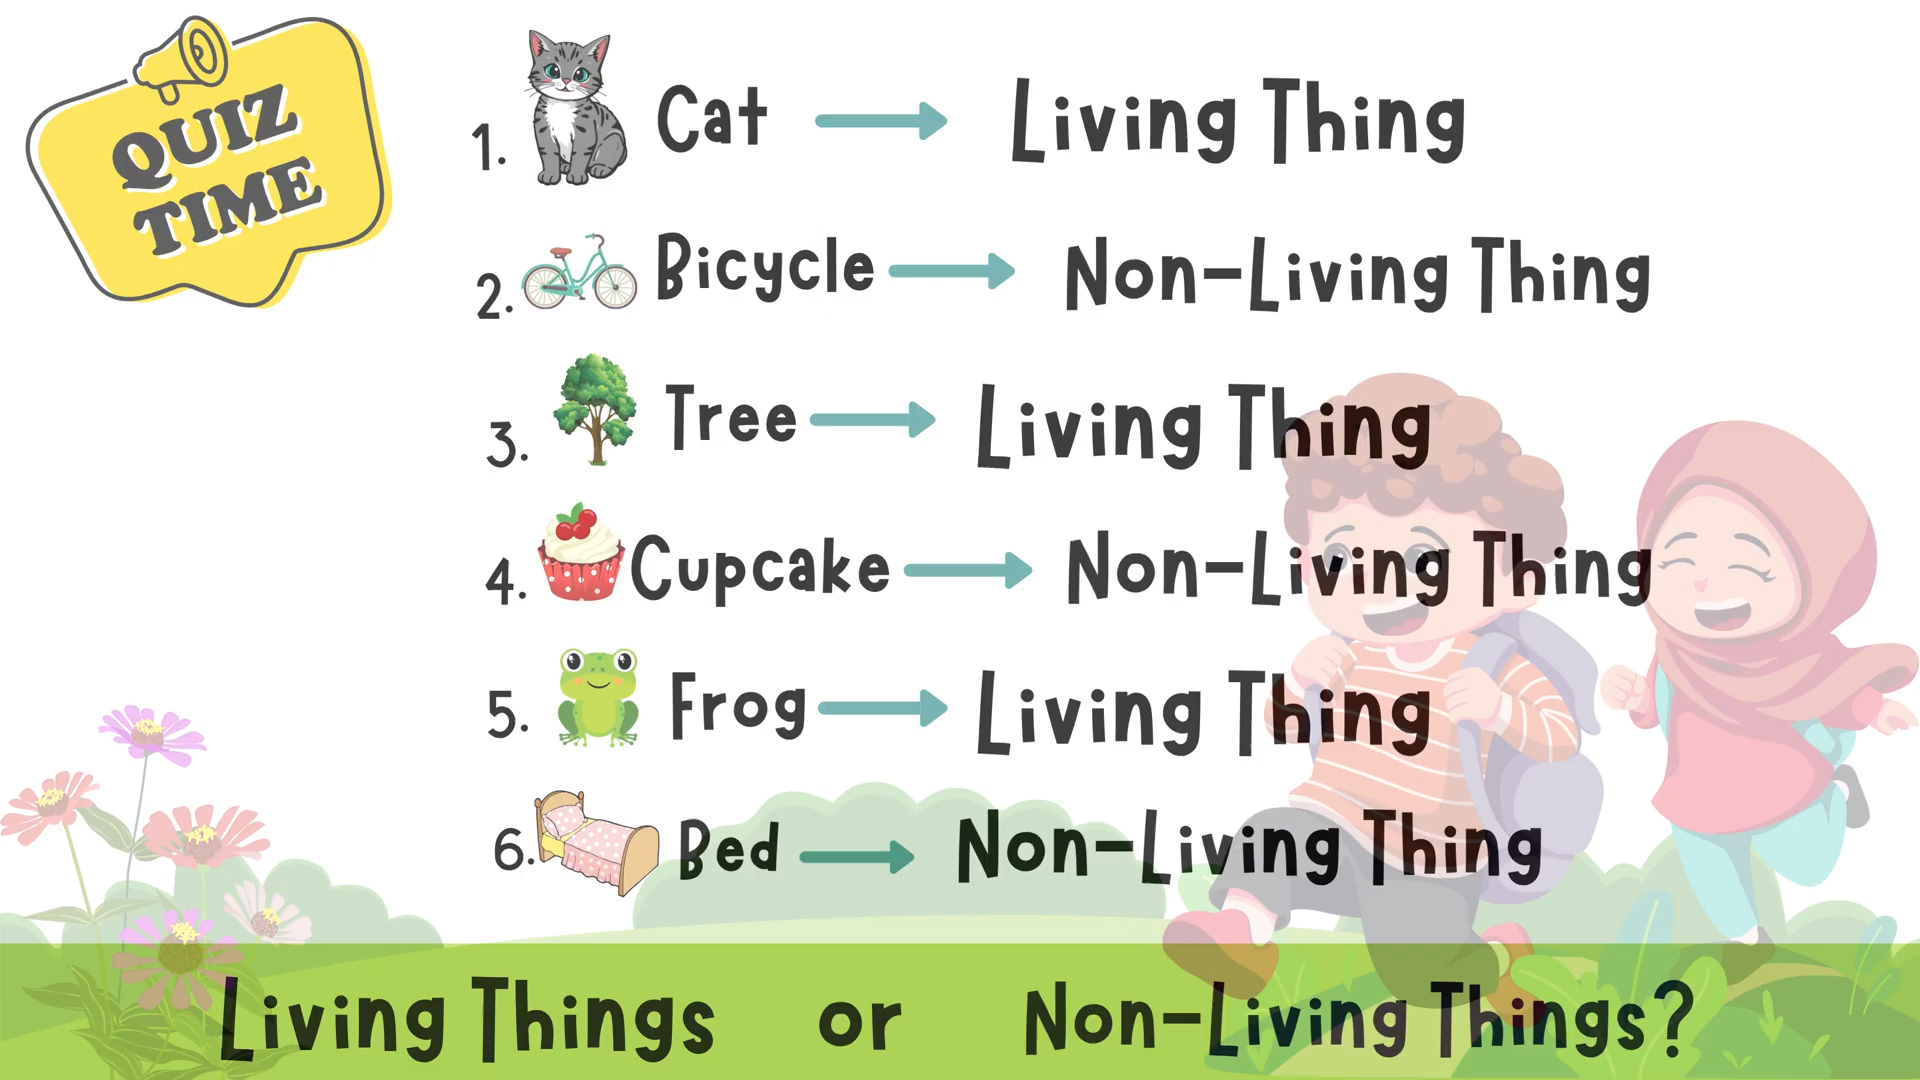 QUIZ
TIME
1. Cat Living Thing
2. Bicycle Non-Living Thing
3. Tree Living Thing
4. Cupcake Non-Living Thing
5. Frog Living Thing
6. Bed Non-Living Thing
Living Things or Non-Living Things?